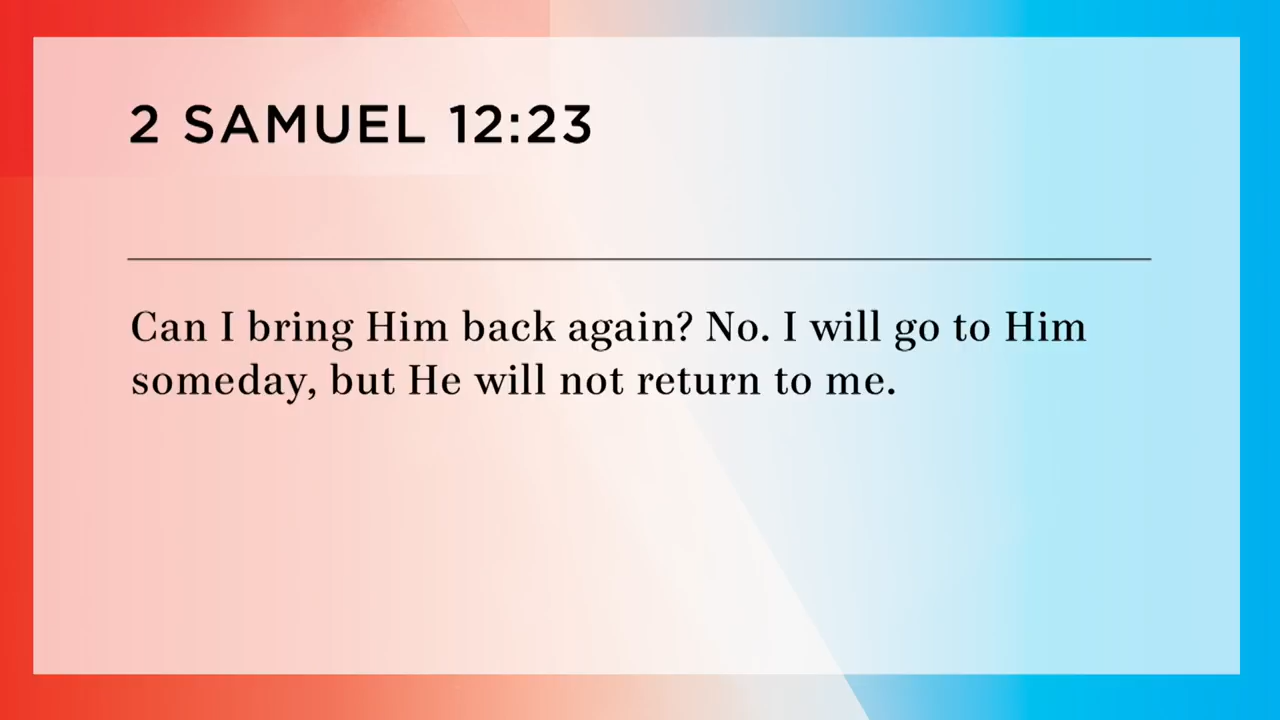 2 SAMUEL 12:23
Can I bring Him back again? No. I will go to Him
someday, but He will not return to me.